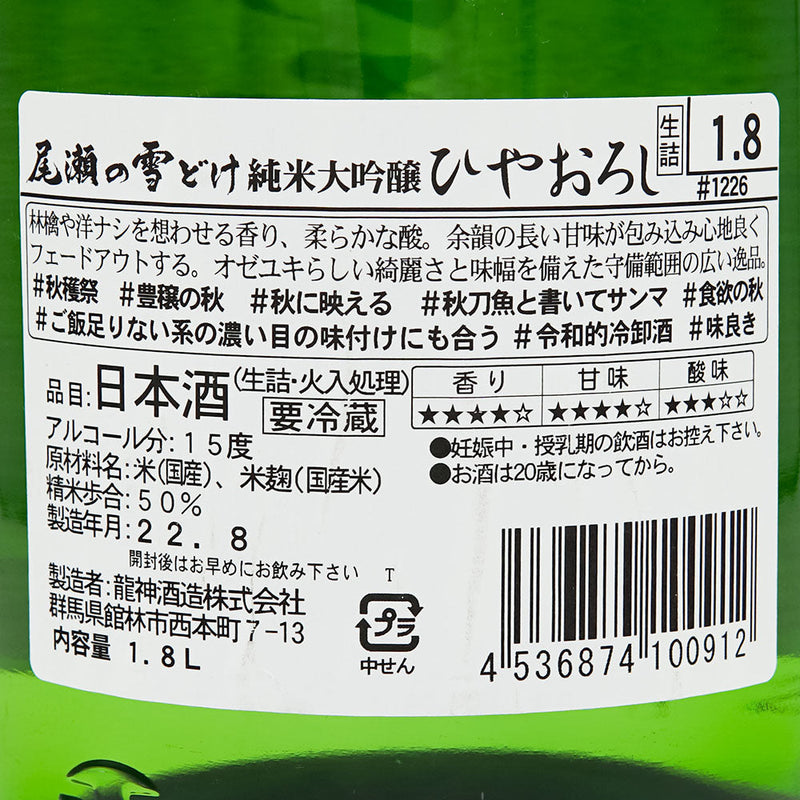 尾瀬の雪どけ 純米大吟醸 ひやおろし 生詰 1.8
#1226
林檎や洋ナシを想わせる香り、柔らかな酸。余韻の長い甘味が包み込み心地良く
フェードアウトする。オゼユキらしい綺麗さと味幅を備えた守備範囲の広い逸品。
#秋穫祭 #豊穣の秋 #秋に映える #秋刀魚と書いてサンマ #食欲の秋
#ご飯足りない系の濃い目の味付けにも合う #令和的冷卸酒 #味良き
品目:日本酒(生詰・火入処理)
要冷蔵
香り 甘味 酸味
★★★★☆ ★★★★☆ ★★★☆☆
アルコール分:15度
●妊娠中・授乳期の飲酒はお控え下さい。
●お酒は20歳になってから。
原材料名:米(国産)、米麹(国産米)
精米歩合:50%
製造年月:22.8
開封後はお早めにお飲み下さい T
製造者:龍神酒造株式会社
群馬県館林市西本町7-13
内容量 1.8L
プラ
中せん
4 536874 100912